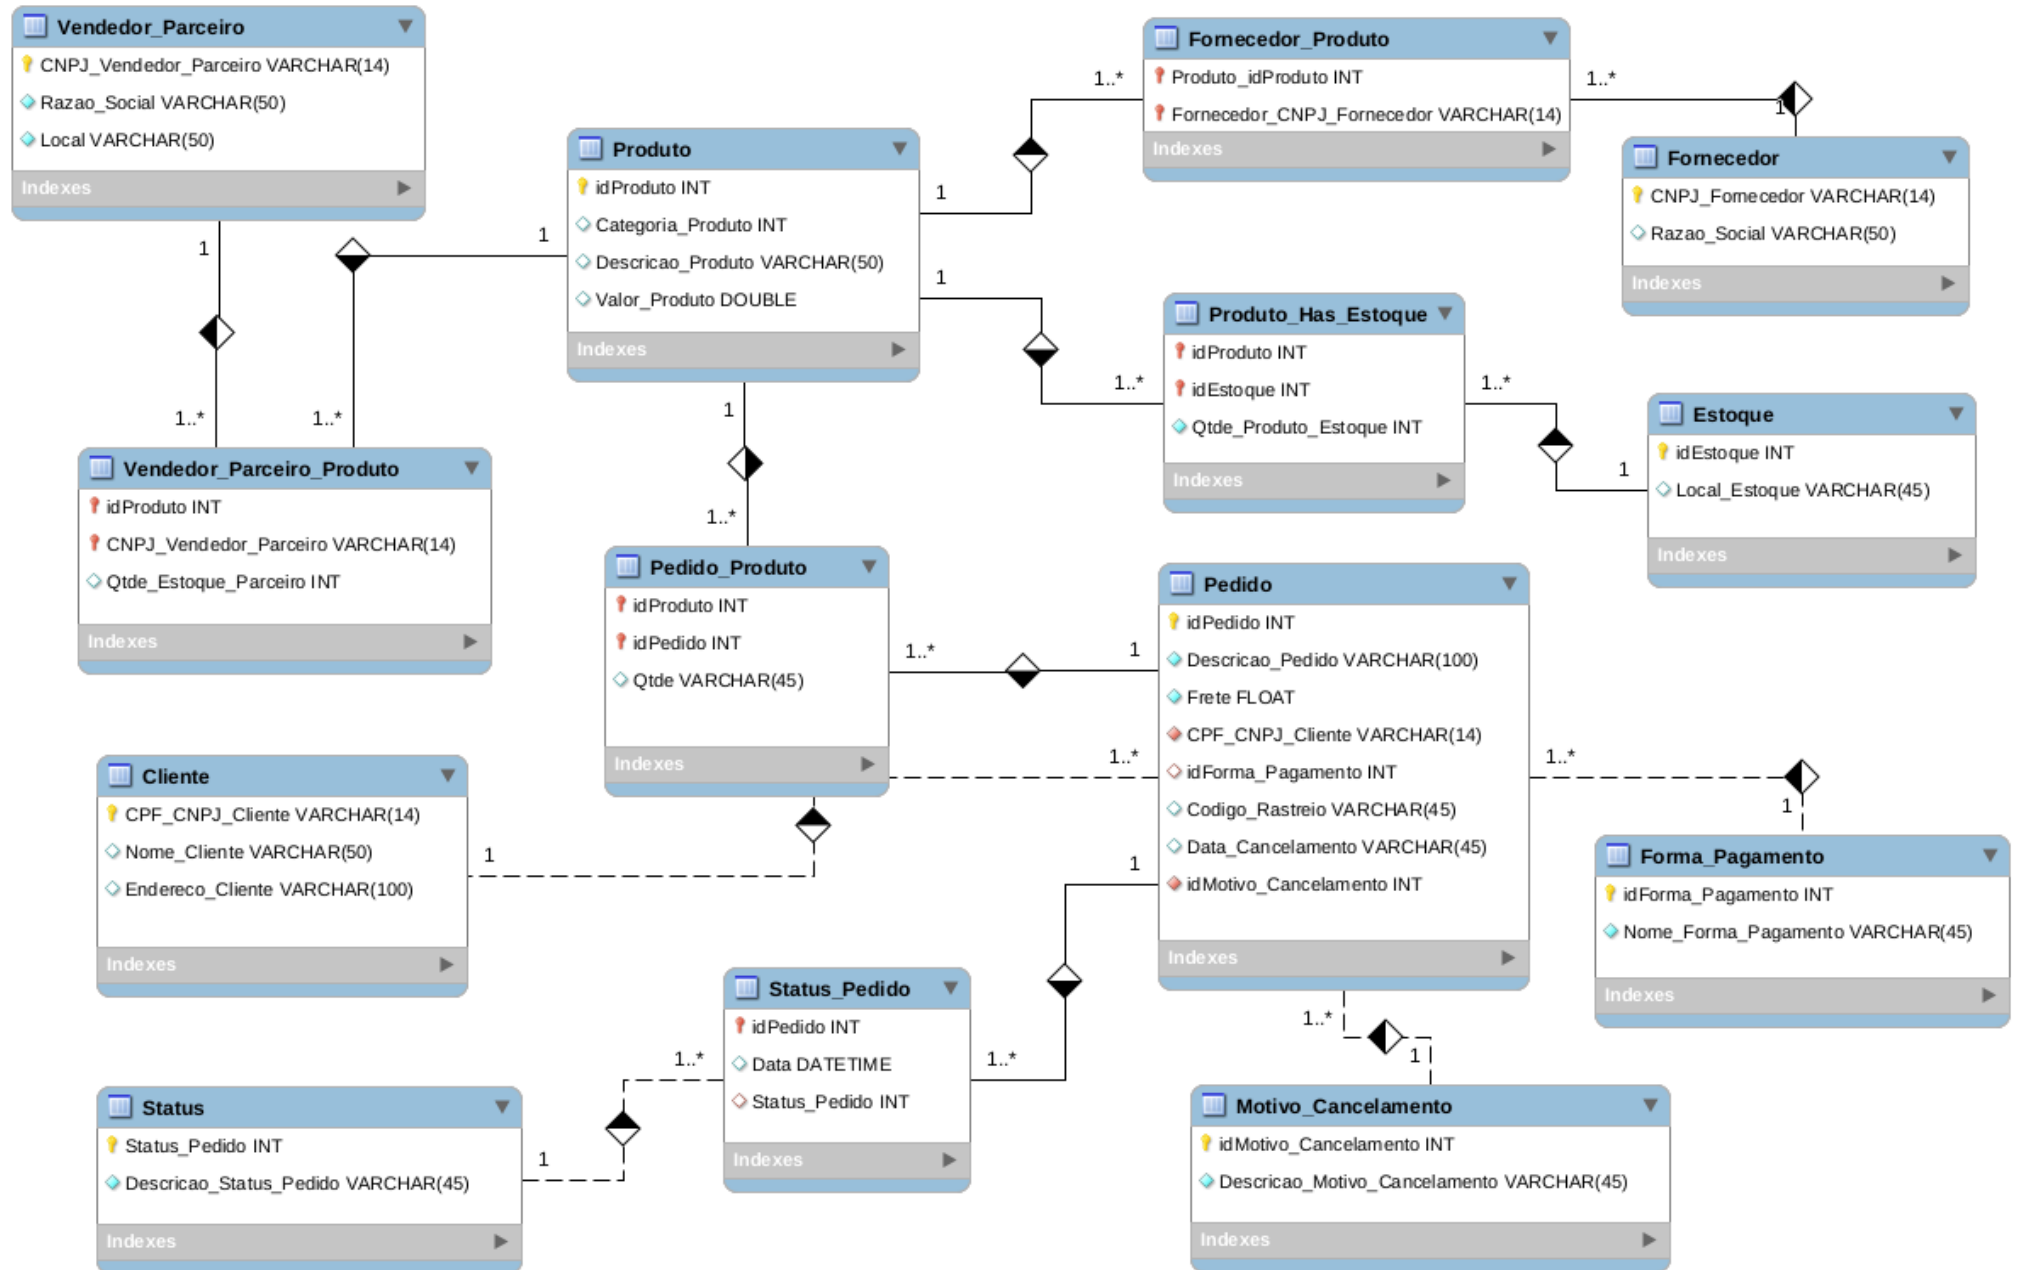 Vendedor_Parceiro
CNPJ_Vendedor_Parceiro VARCHAR(14)
Razao_Social VARCHAR(50)
Local VARCHAR(50)
Indexes
Fornecedor_Produto
Produto_idProduto INT
Fornecedor_CNPJ_Fornecedor VARCHAR(14)
Indexes
1..*
1..*
1
Produto
idProduto INT
Categoria_Produto INT
Descricao_Produto VARCHAR(50)
Valor_Produto DOUBLE
Indexes
1
1
1
1
1
Fornecedor
CNPJ_Fornecedor VARCHAR(14)
Razao_Social VARCHAR(50)
Indexes
Produto_Has_Estoque
idProduto INT
idEstoque INT
Qtde_Produto_Estoque INT
Indexes
1..*
1..*
1
Estoque
idEstoque INT
Local_Estoque VARCHAR(45)
Indexes
1..*
1..*
1..*
Vendedor_Parceiro_Produto
idProduto INT
CNPJ_Vendedor_Parceiro VARCHAR(14)
Qtde_Estoque_Parceiro INT
Indexes
Pedido_Produto
idProduto INT
idPedido INT
Qtde VARCHAR(45)
Indexes
1..*
1
1..*
1
Pedido
idPedido INT
Descricao_Pedido VARCHAR(100)
Frete FLOAT
CPF_CNPJ_Cliente VARCHAR(14)
idForma_Pagamento INT
Codigo_Rastreio VARCHAR(45)
Data_Cancelamento VARCHAR(45)
idMotivo_Cancelamento INT
Indexes
1..*
1
Cliente
CPF_CNPJ_Cliente VARCHAR(14)
Nome_Cliente VARCHAR(50)
Endereco_Cliente VARCHAR(100)
Indexes
1
Forma_Pagamento
idForma_Pagamento INT
Nome_Forma_Pagamento VARCHAR(45)
Indexes
Status_Pedido
idPedido INT
Data DATETIME
Status_Pedido INT
Indexes
1..*
1..*
1..*
1
Status
Status_Pedido INT
Descricao_Status_Pedido VARCHAR(45)
Indexes
1
Motivo_Cancelamento
idMotivo_Cancelamento INT
Descricao_Motivo_Cancelamento VARCHAR(45)
Indexes